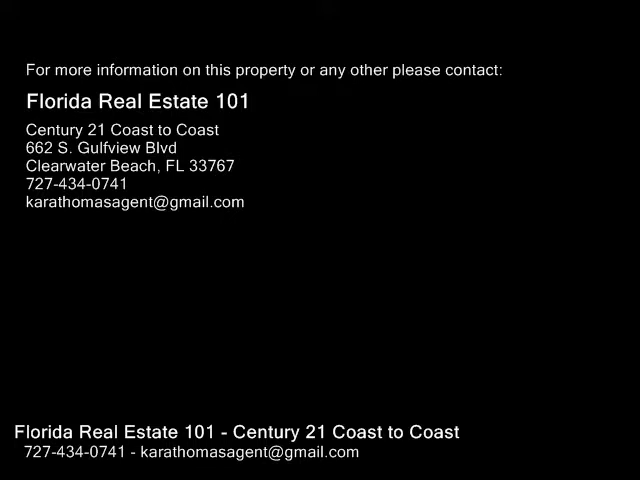 For more information on this property or any other please contact:
Florida Real Estate 101
Century 21 Coast to Coast
662 S. Gulfview Blvd
Clearwater Beach, FL 33767
727-434-0741
karathomasagent@gmail.com
Florida Real Estate 101 - Century 21 Coast to Coast
727-434-0741 - karathomasagent@gmail.com